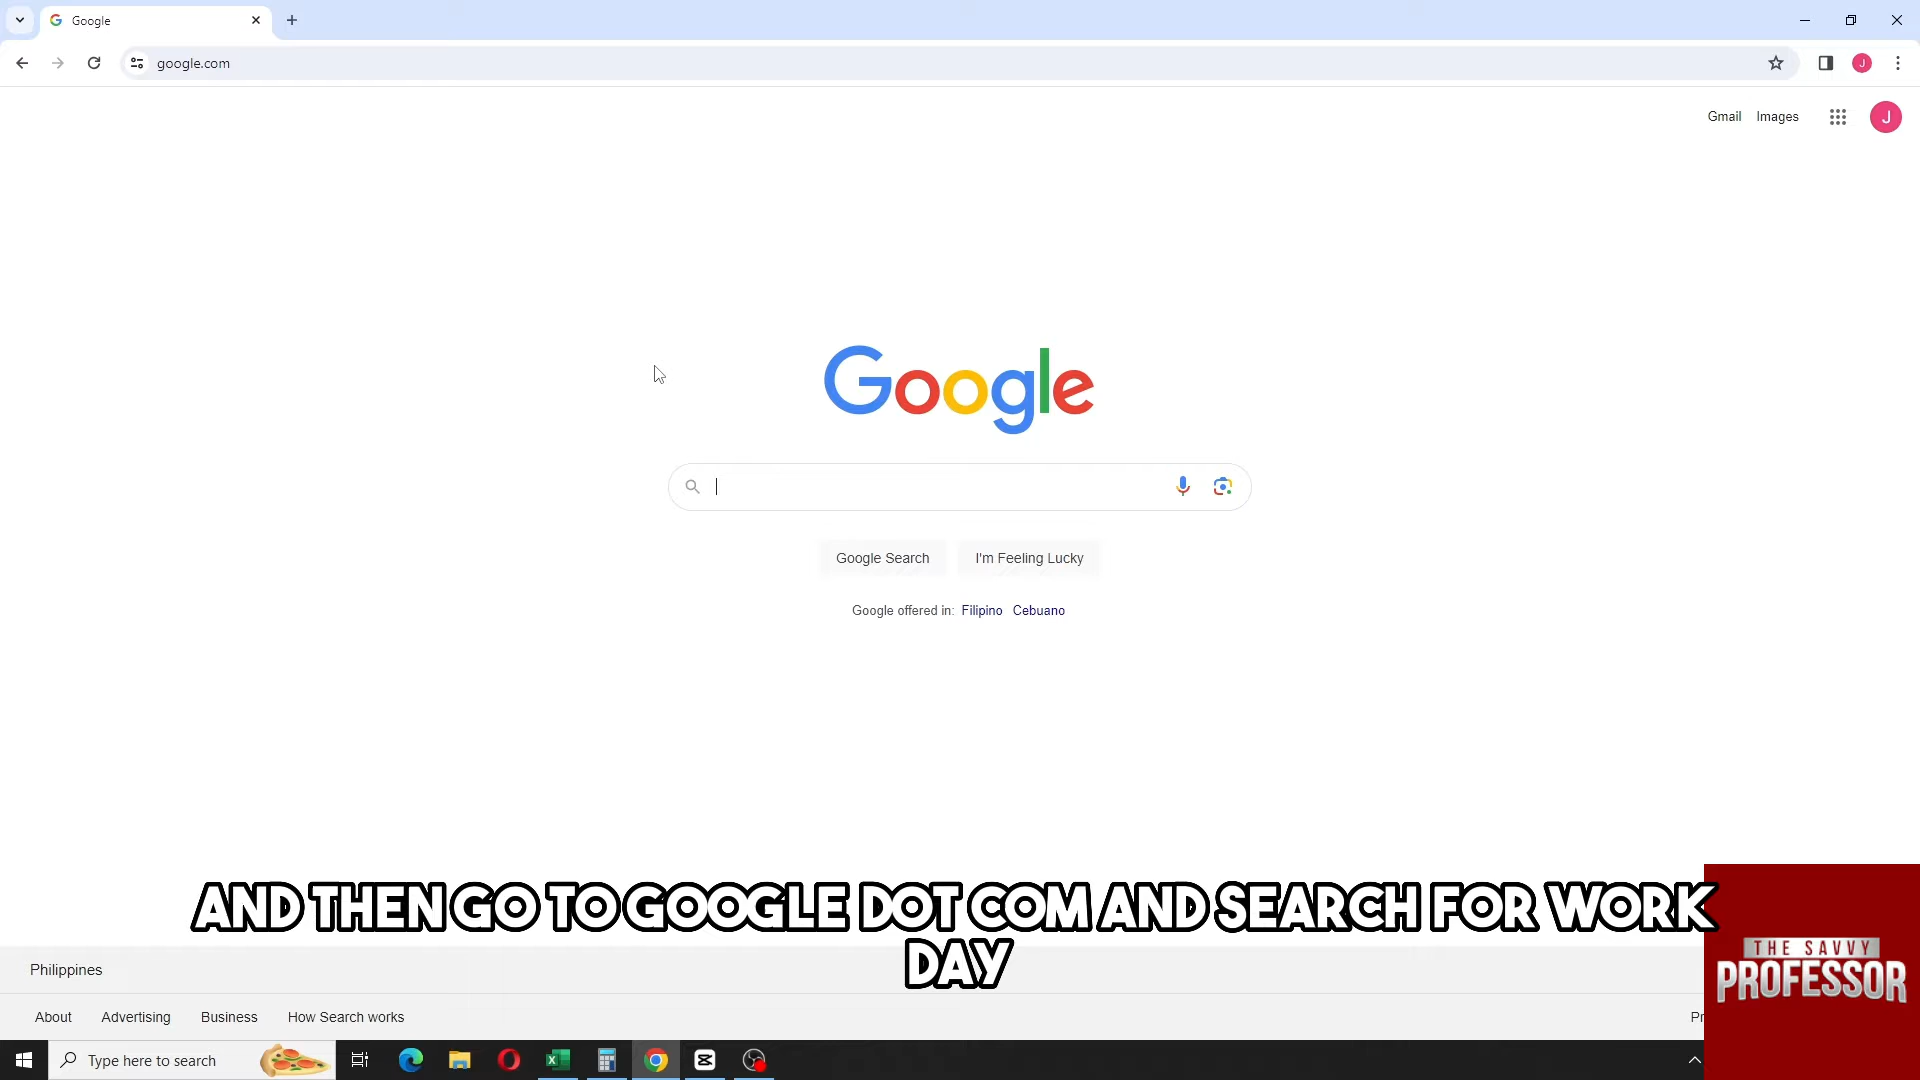 Google
google.com
Gmail Images
J
J
Google
Google Search I'm Feeling Lucky
Google offered in: Filipino Cebuano
AND THEN GO TO GOOGLE DOT COM AND SEARCH FOR WORK
DAY
Philippines
THE SAVVY
PROFESSOR
About Advertising Business How Search works
Type here to search